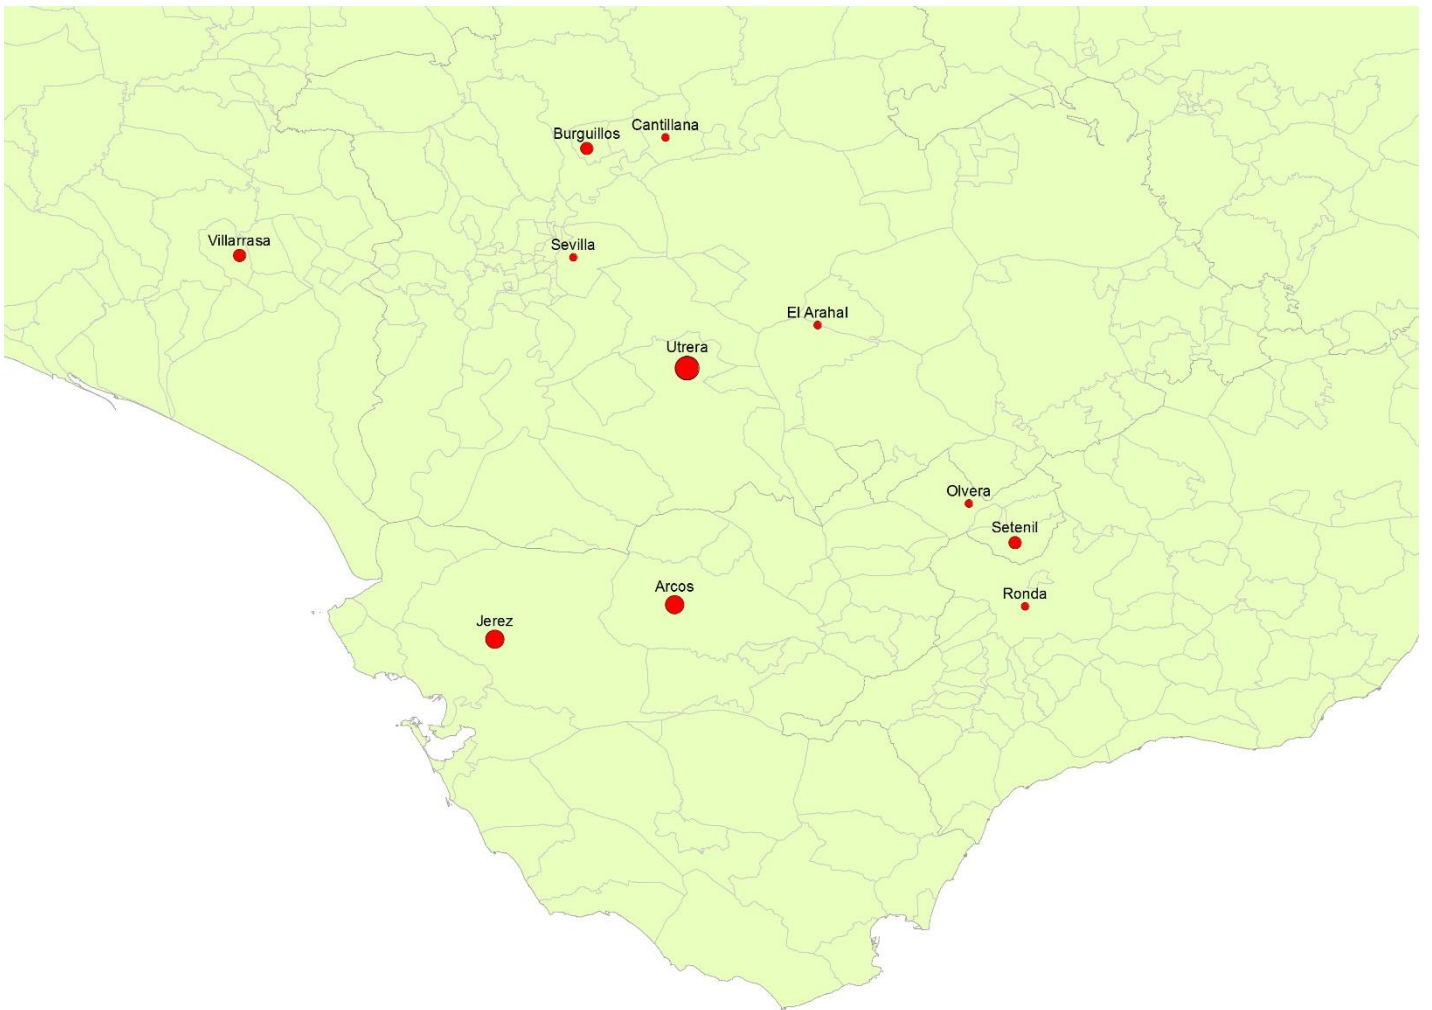 Cantillana
Burguillos
Villarrasa
Sevilla
El Arahal
Utrera
Olvera
Setenil
Arcos
Ronda
Jerez